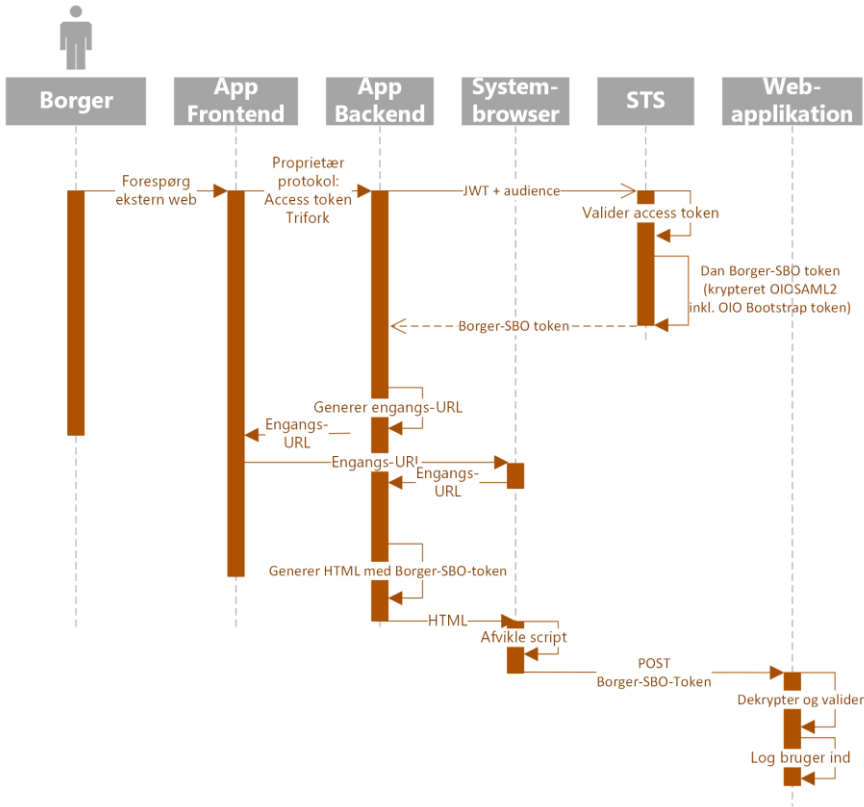 Borger
App
Frontend
App
Backend
System-
browser
STS
Web-
applikation
Forespørg
ekstern web
Proprietær
protokol:
Access token
Trifork
JWT + audience
Valider access token
Dan Borger-SBO token
(krypteret OIOSAML2
inkl. OIO Bootstrap token)
Borger-SBO token
Generer engangs-URL
Engangs-
URL
Engangs-URL
Engangs-
URL
Generer HTML med Borger-SBO-token
HTML
Afvikle script
POST
Borger-SBO-Token
Dekrypter og valider
Log bruger ind